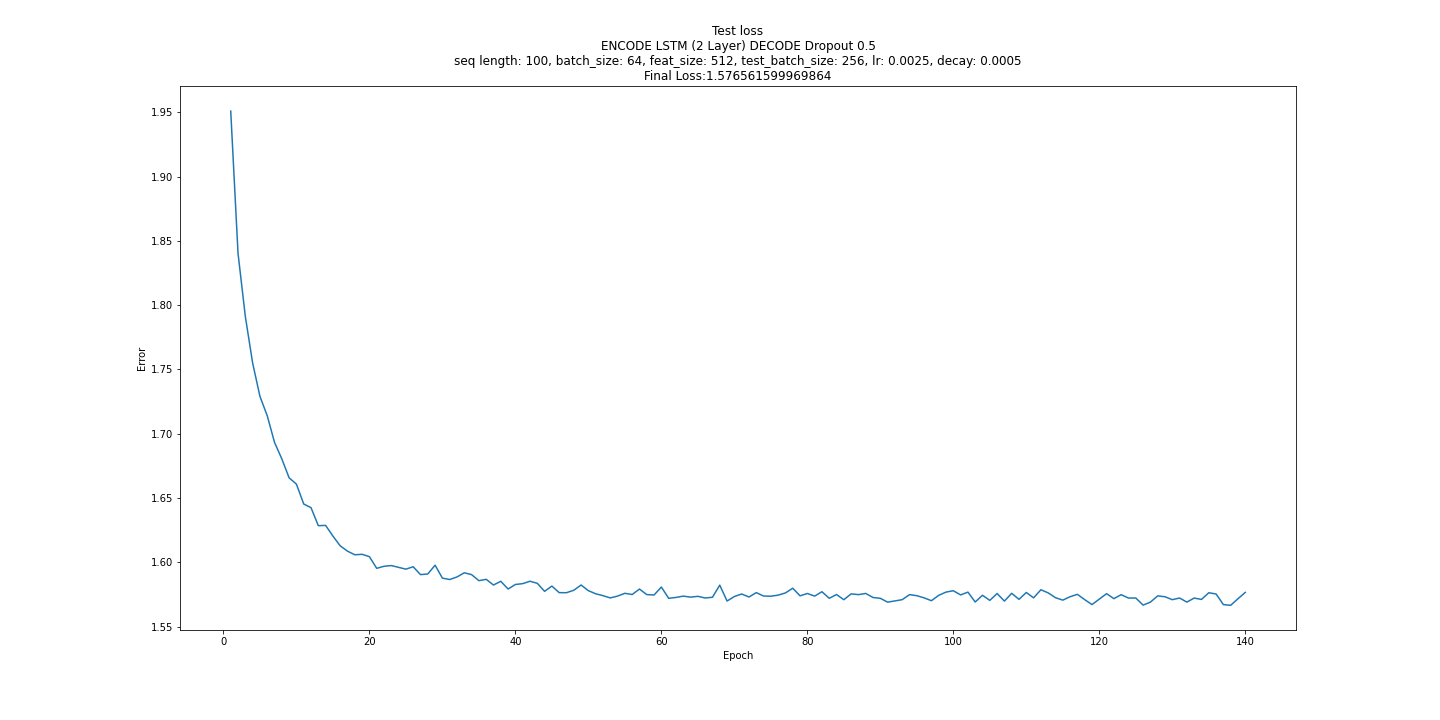 Test loss
ENCODE LSTM (2 Layer) DECODE Dropout 0.5
seq length: 100, batch_size: 64, feat_size: 512, test_batch_size: 256, lr: 0.0025, decay: 0.0005
Final Loss:1.576561599969864
1.95
1.90
1.85
1.80
1.75
1.70
1.65
1.60
1.55
Error
0 20 40 60 80 100 120 140
Epoch